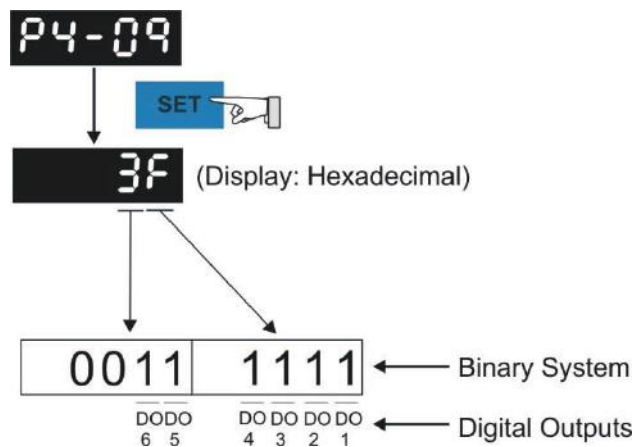 P4-09
SET
3F (Display: Hexadecimal)
0011 1111 Binary System
DO DO DO DO DO DO Digital Outputs
6 5 4 3 2 1